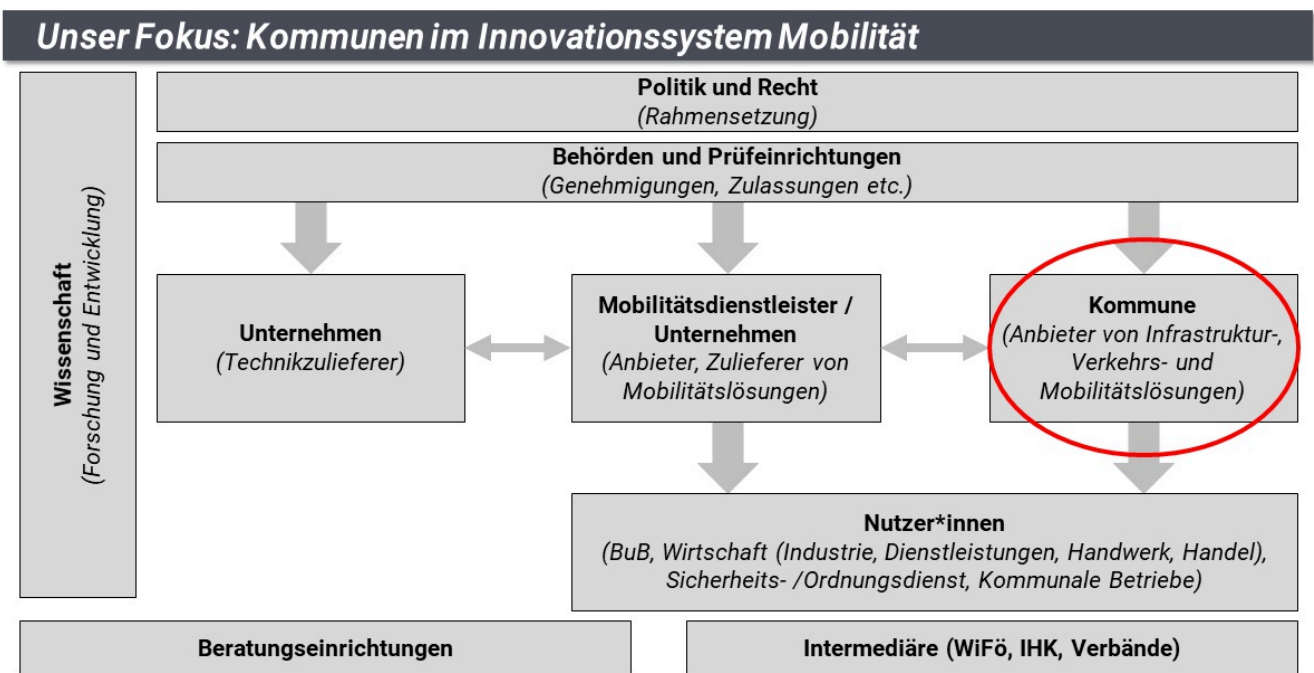 Unser Fokus: Kommunen im Innovationssystem Mobilität
Wissenschaft
(Forschung und Entwicklung)
Politik und Recht
(Rahmensetzung)
Behörden und Prüfeinrichtungen
(Genehmigungen, Zulassungen etc.)
Unternehmen
(Technikzulieferer)
Mobilitätsdienstleister /
Unternehmen
(Anbieter, Zulieferer von
Mobilitätslösungen)
Kommune
(Anbieter von Infrastruktur-,
Verkehrs- und
Mobilitätslösungen)
Nutzer*innen
(BuB, Wirtschaft (Industrie, Dienstleistungen, Handwerk, Handel),
Sicherheits- /Ordnungsdienst, Kommunale Betriebe)
Beratungseinrichtungen
Intermediäre (WiFö, IHK, Verbände)